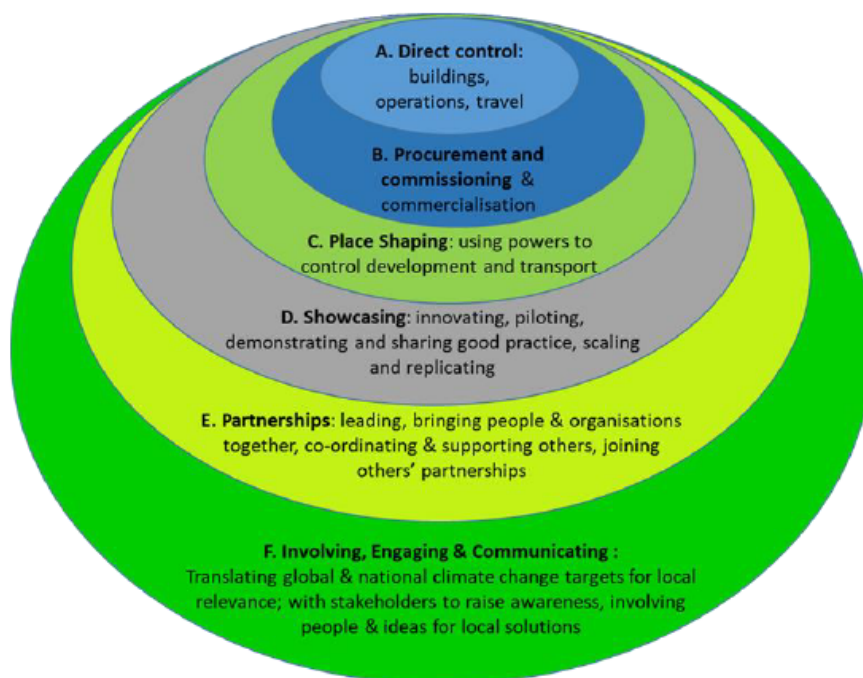 A. Direct control:
buildings,
operations, travel
B. Procurement and
commissioning &
commercialisation
C. Place Shaping: using powers to
control development and transport
D. Showcasing: innovating, piloting,
demonstrating and sharing good practice, scaling
and replicating
E. Partnerships: leading, bringing people & organisations
together, co-ordinating & supporting others, joining
others’ partnerships
F. Involving, Engaging & Communicating :
Translating global & national climate change targets for local
relevance; with stakeholders to raise awareness, involving
people & ideas for local solutions